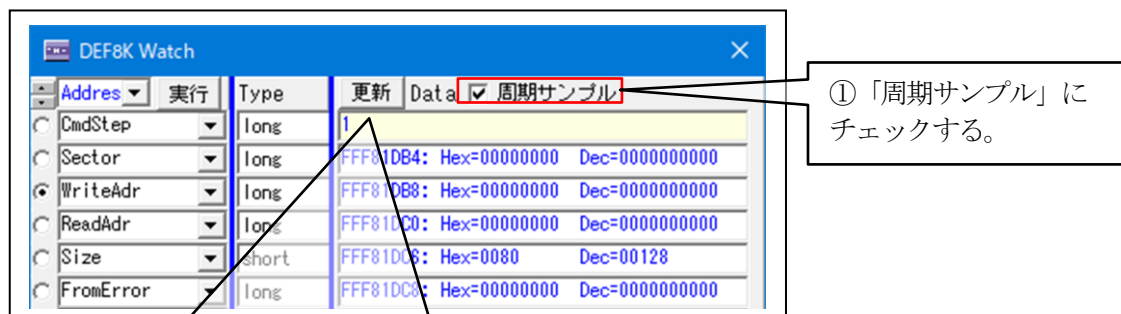 DEF8K Watch
Addres 実行 Type 更新 Data 周期サンプル
CmdStep long 1
Sector long FFF81DB4: Hex=00000000 Dec=0000000000
WriteAdr long FFF81DB8: Hex=00000000 Dec=0000000000
ReadAdr long FFF81DC0: Hex=00000000 Dec=0000000000
Size short FFF81DC6: Hex=0080 Dec=00128
FromError long FFF81DC8: Hex=00000000 Dec=0000000000
①「周期サンプル」に
チェックする。